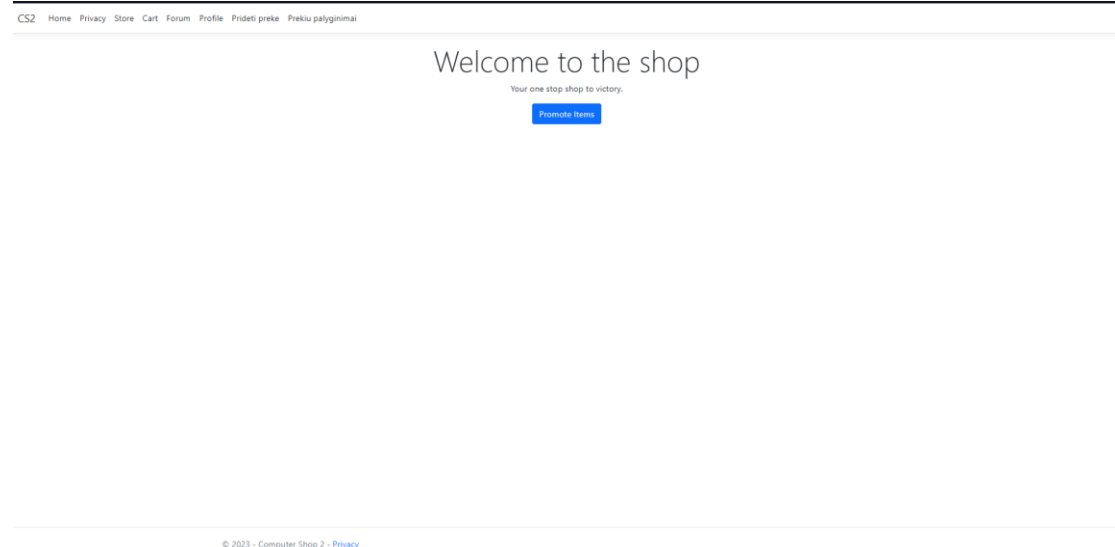 CS2 Home Privacy Store Cart Forum Profile Prideti preke Prekiu palyginimai
Welcome to the shop
Your one stop shop to victory.
Promote Items
© 2023 - Computer Shop 2 - Privacy